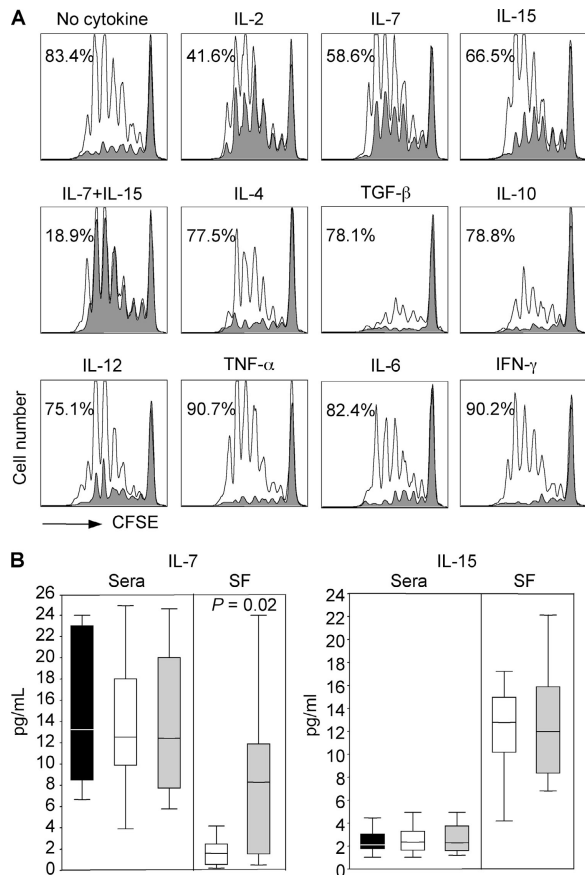 A
No cytokine IL-2 IL-7 IL-15
83.4% 41.6% 58.6% 66.5%
IL-7+IL-15 IL-4 TGF-β IL-10
18.9% 77.5% 78.1% 78.8%
IL-12 TNF-α IL-6 IFN-γ
75.1% 90.7% 82.4% 90.2%
Cell number
CFSE
B
IL-7 IL-15
Sera SF Sera SF
P = 0.02
pg/mL
26
24
22
20
18
16
14
12
10
8
6
4
2
0
pg/ml
24
22
20
18
16
14
12
10
8
6
4
2
0